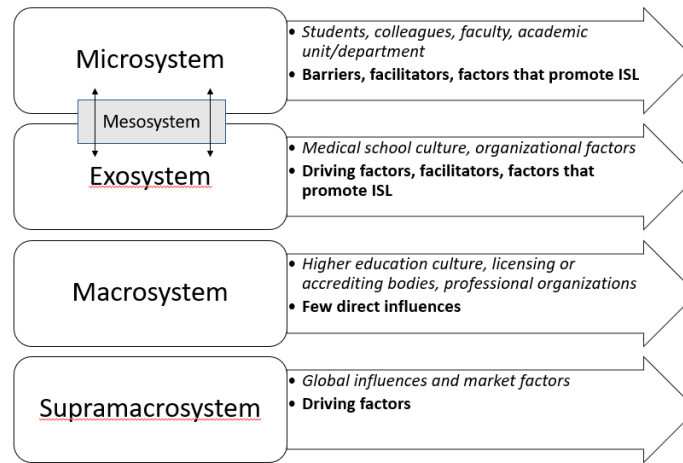 Microsystem
• Students, colleagues, faculty, academic
unit/department
• Barriers, facilitators, factors that promote ISL
Mesosystem
Exosystem
• Medical school culture, organizational factors
• Driving factors, facilitators, factors that
promote ISL
Macrosystem
• Higher education culture, licensing or
accrediting bodies, professional organizations
• Few direct influences
Supramacrosystem
• Global influences and market factors
• Driving factors